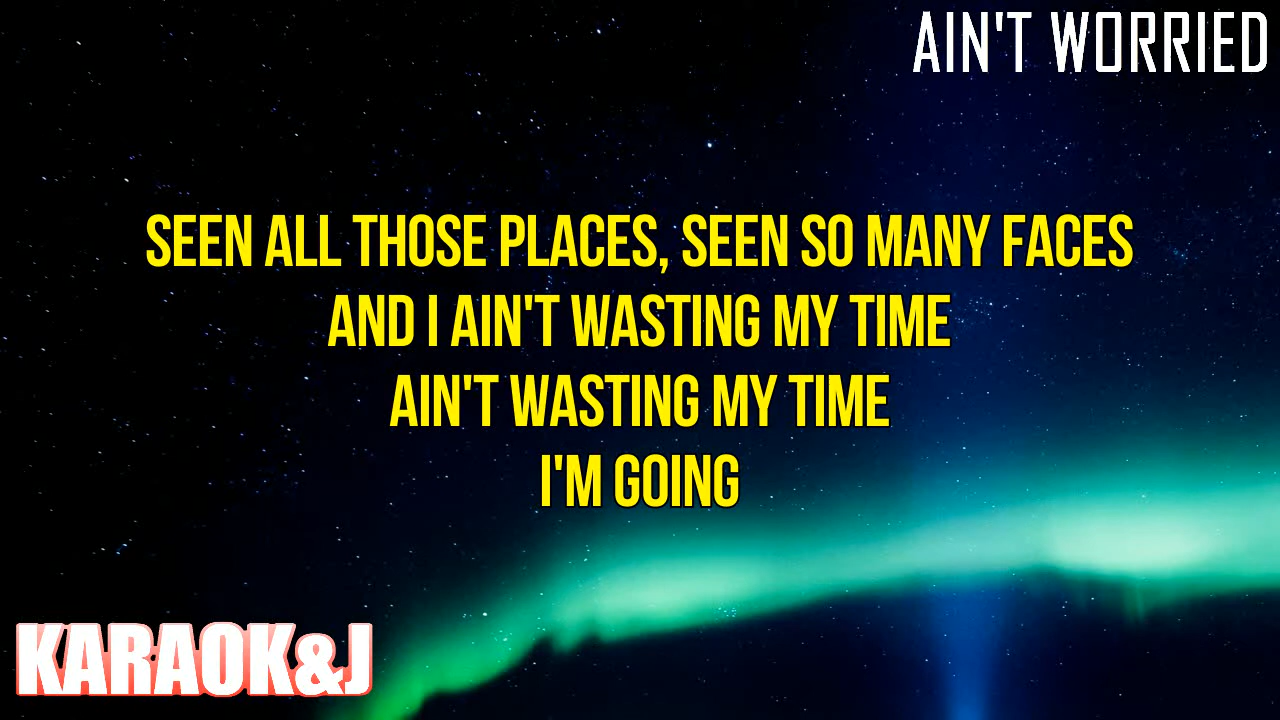 AIN'T WORRIED
SEEN ALL THOSE PLACES, SEEN SO MANY FACES
AND I AIN'T WASTING MY TIME
AIN'T WASTING MY TIME
I'M GOING
KARAOK&J